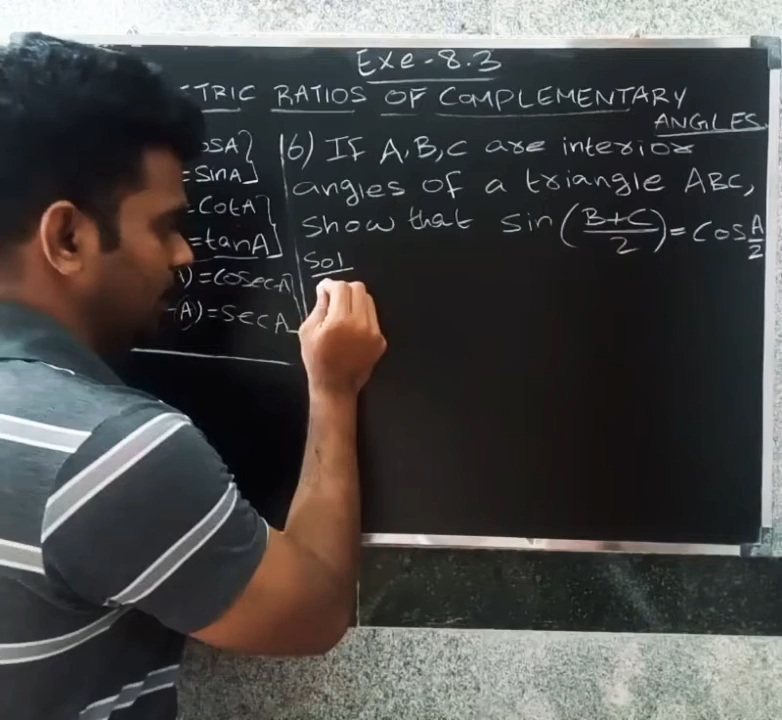 Exe-8.3
TRIC RATIOS OF COMPLEMENTARY
ANGLES.
OSA
=sinA
=CotA
=tanA
)=CosecA
-A)=SecA
6) If A,B,C are interior
angles of a triangle ABC,
Show that Sin((B+C)/2)=Cos A/2
Sol